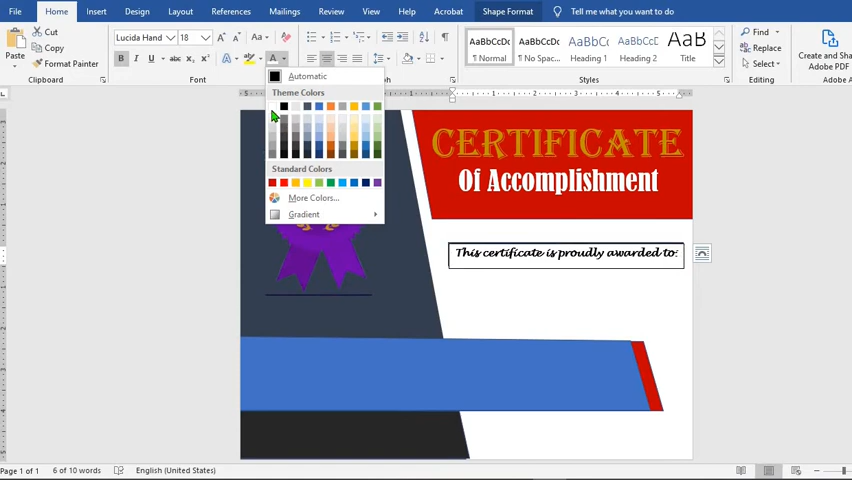 File Home Insert Design Layout References Mailings Review View Help Acrobat Shape Format Tell me what you want to do
Cut
Copy
Format Painter
Paste
Clipboard
Lucida Hand 18
Aa
B I U abc x
A A
Font
Styles
AaBbCcDc AaBbCcDc AaBbCc AaBbCcD AaB
¶ Normal ¶ No Spac... Heading 1 Heading 2 Title
Find
Replace
Select
Editing
Create and Share
Adobe PDF
Automatic
Theme Colors
Standard Colors
More Colors...
Gradient
CERTIFICATE
Of Accomplishment
This certificate is proudly awarded to:
Page 1 of 1 6 of 10 words English (United States)